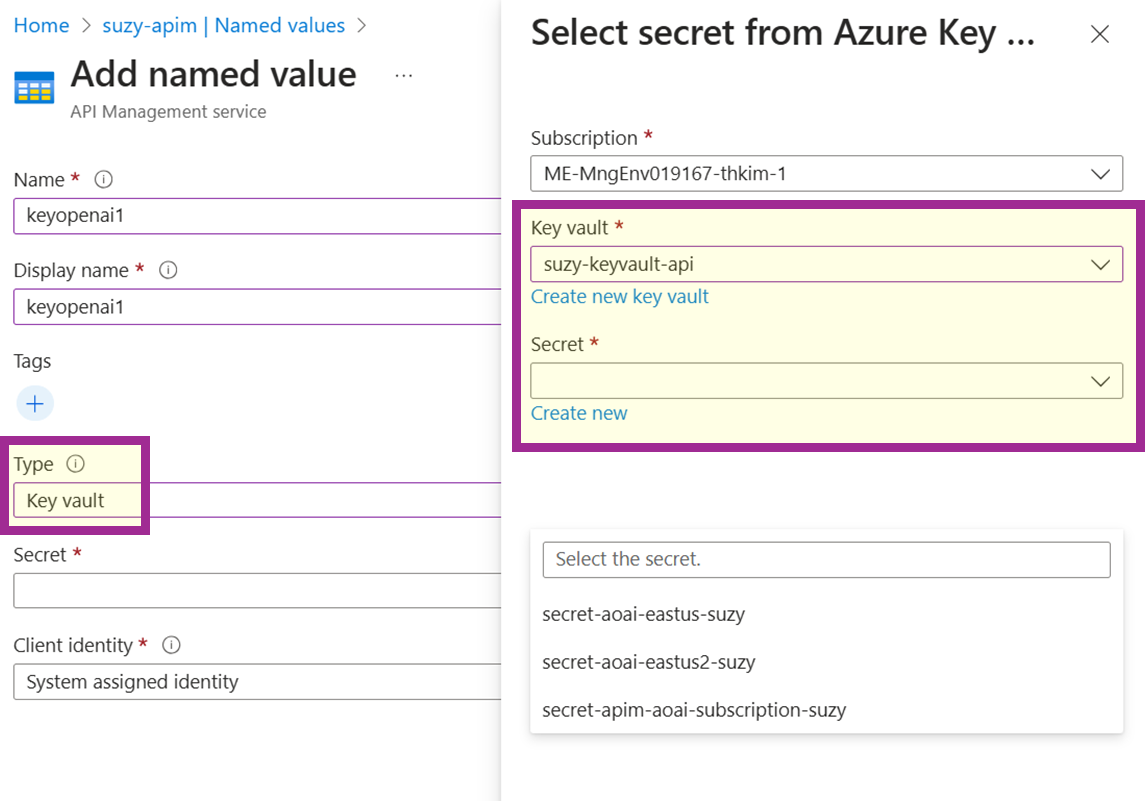 Home > suzy-apim | Named values >
Add named value ...
API Management service
Name * 
keyopenai1
Display name *
keyopenai1
Tags
+
Type
Key vault
Secret *
Client identity *
System assigned identity
Select secret from Azure Key ...
Subscription *
ME-MngEnv019167-thkim-1
Key vault *
suzy-keyvault-api
Create new key vault
Secret *
Create new
Select the secret.
secret-aoai-eastus-suzy
secret-aoai-eastus2-suzy
secret-apim-aoai-subscription-suzy